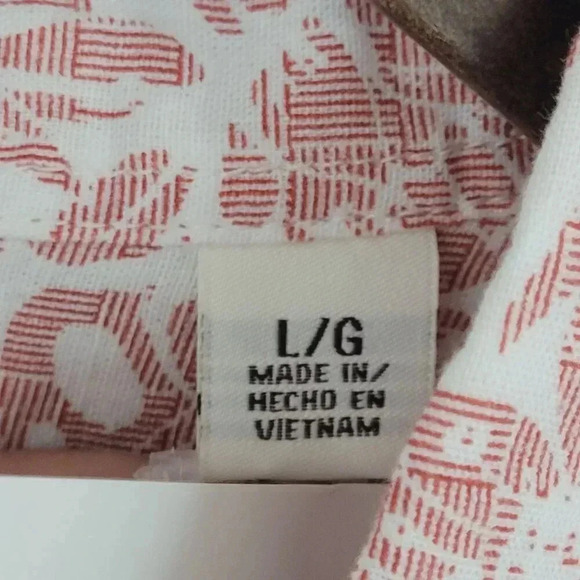 L/G
MADE IN/
HECHO EN
VIETNAM